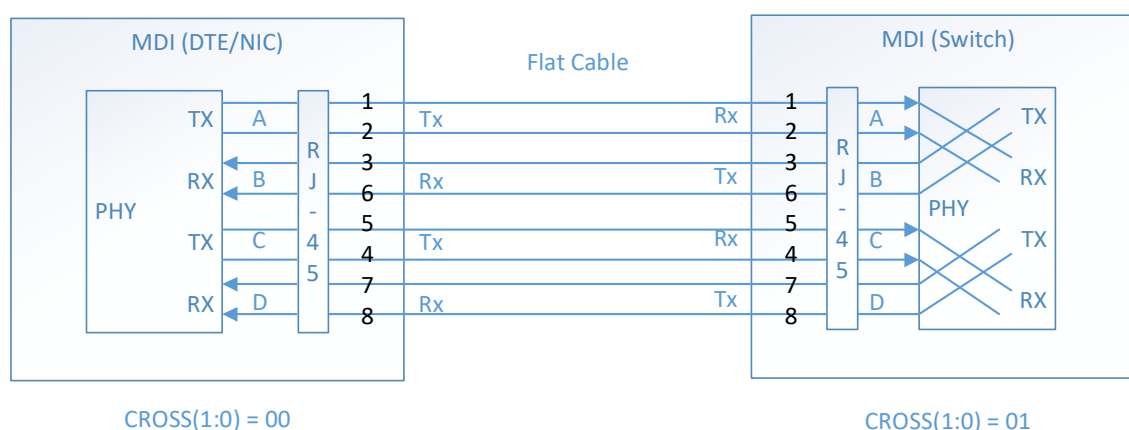 MDI (DTE/NIC)
MDI (Switch)
Flat Cable
TX A
RX B
PHY
TX C
RX D
R
J
-
4
5
1
2
3
6
5
4
7
8
Tx
Rx
Tx
Rx
Rx
Tx
Rx
Tx
1
2
3
6
5
4
7
8
R
J
-
4
5
A
B
C
D
TX
RX
PHY
TX
RX
CROSS(1:0) = 00
CROSS(1:0) = 01